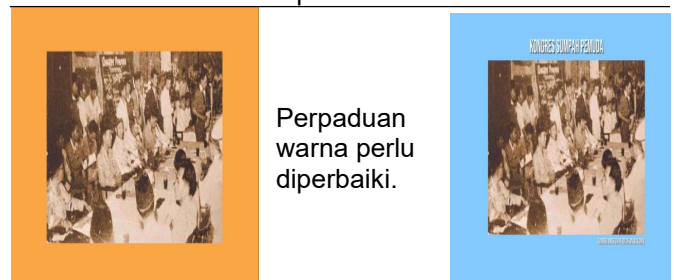 Perpaduan
warna perlu
diperbaiki.
KONGRES SUMPAH PEMUDA